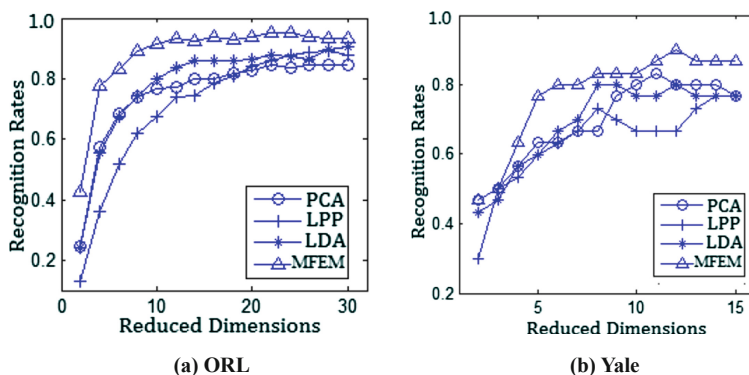 1.0
0.8
0.6
0.4
0.2
0
10
20
30
Recognition Rates
Reduced Dimensions
PCA
LPP
LDA
MFEM
(a) ORL
1.0
0.8
0.6
0.4
0.2
5
10
15
Recognition Rates
Reduced Dimensions
PCA
LPP
LDA
MFEM
(b) Yale